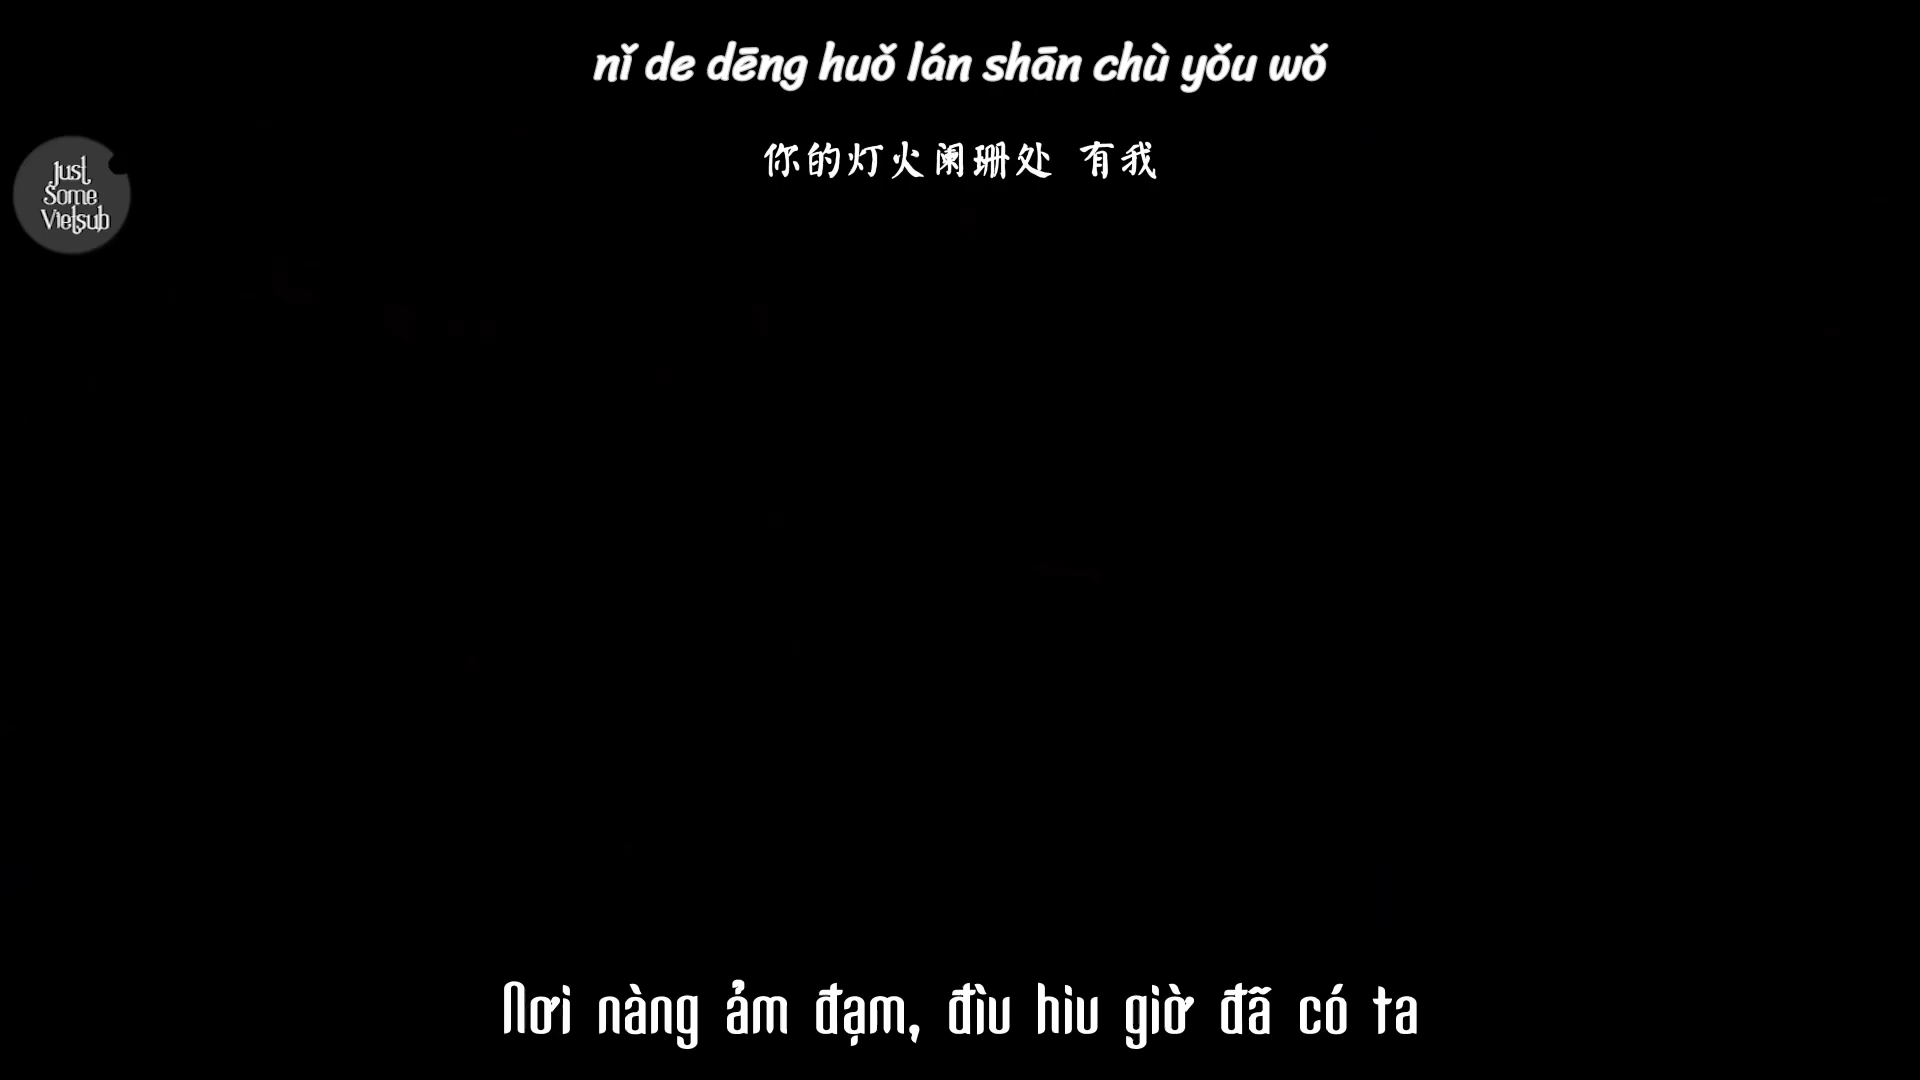 nǐ de dēng huǒ lán shān chù yǒu wǒ
你的灯火阑珊处 有我
Just
Some
Vietsub
Nơi nàng ảm đạm, đìu hiu giờ đã có ta